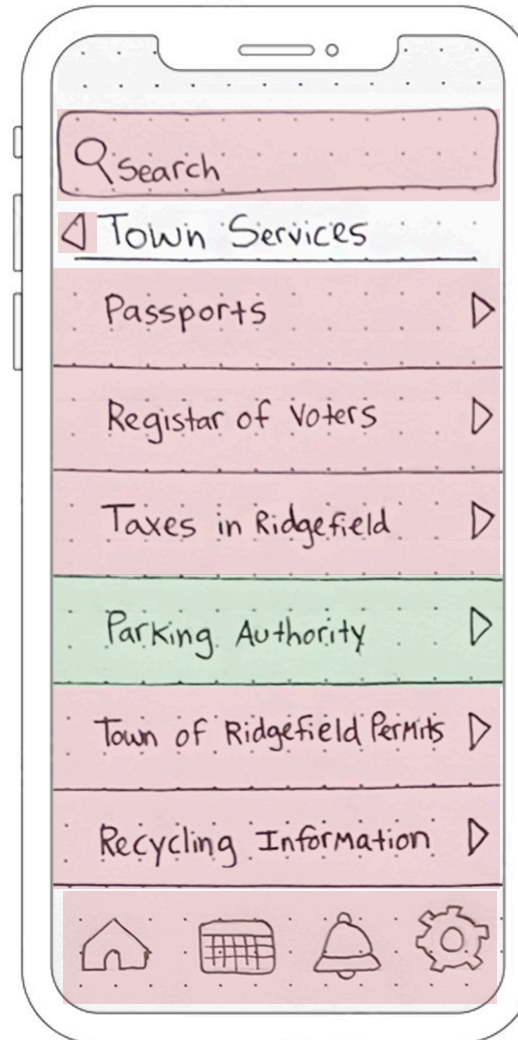 Search
Town Services
Passports
Registar of Voters
Taxes in Ridgefield
Parking Authority
Town of Ridgefield Permits
Recycling Information